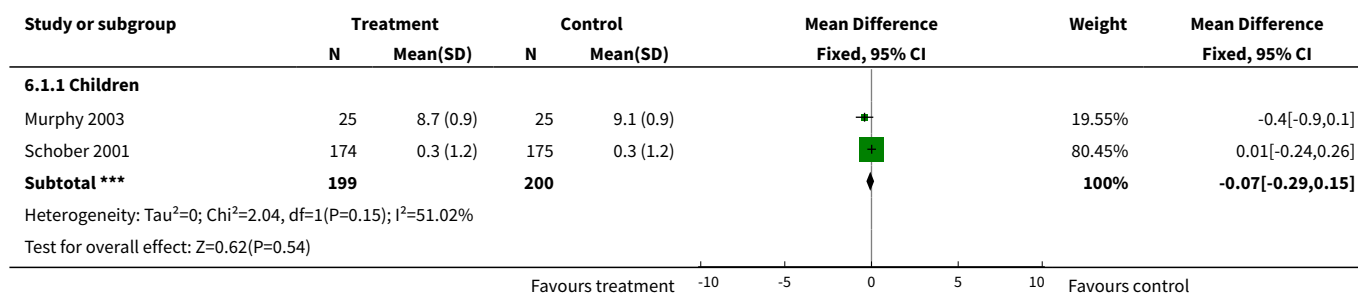 Study or subgroup Treatment Control Mean Difference Weight Mean Difference
N Mean(SD) N Mean(SD) Fixed, 95% CI Fixed, 95% CI
6.1.1 Children
Murphy 2003 25 8.7 (0.9) 25 9.1 (0.9) 19.55% -0.4[-0.9,0.1]
Schober 2001 174 0.3 (1.2) 175 0.3 (1.2) 80.45% 0.01[-0.24,0.26]
Subtotal *** 199 200 100% -0.07[-0.29,0.15]
Heterogeneity: Tau²=0; Chi²=2.04, df=1(P=0.15); I²=51.02%
Test for overall effect: Z=0.62(P=0.54)
Favours treatment -10 -5 0 5 10 Favours control